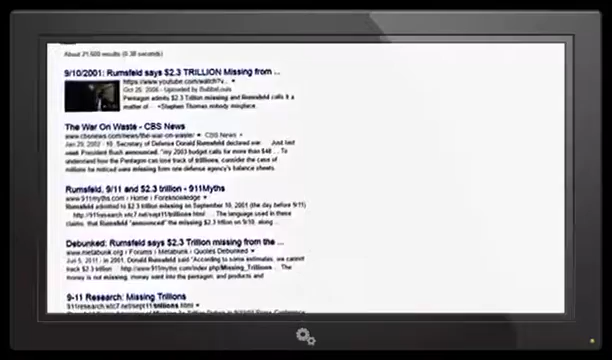 About 21,500 results (0.38 seconds)
9/10/2001: Rumsfeld says $2.3 TRILLION Missing from ...
https://www.youtube.com/watch?v...
Oct 26, 2006 - Uploaded by
Pentagon admits $2.3 Trillion missing and Rumsfeld calls it a
matter of ... Stephen Thomas nobody misplace
The War On Waste - CBS News
www.cbsnews.com/news/the-war-on-waste/ CBS News
Jan 29, 2002 - 10, Secretary of Defense Donald Rumsfeld declared war. ... Just last
week President Bush announced, "my 2003 budget calls for more than $48 ... To
understand how the Pentagon can lose track of trillions, consider the case of
millions he noticed were missing from one defense agency's balance sheets.
Rumsfeld, 9/11 and $2.3 trillion - 911Myths
www.911myths.com › Home › Foreknowledge
Rumsfeld admitted to $2.3 trillion missing on September 10, 2001 (the day before 9/11)
... http://911research.wtc7.net/sept11/trillions.html ... The language used in these
claims, that Rumsfeld "announced" the missing $2.3 trillion on 9/10, along ...
Debunked: Rumsfeld says $2.3 Trillion missing from the ...
www.metabunk.org › Forums › Metabunk › Quotes Debunked
Jun 5, 2011 - In 2001, Donald Rumsfeld said "According to some estimates, we cannot
track $2.3 trillion ... http://www.911myths.com/index.php/Missing_Trillions ... The
money is not missing, money went into the pentagon, and products and
9-11 Research: Missing Trillions
911research.wtc7.net/sept11/trillions.html